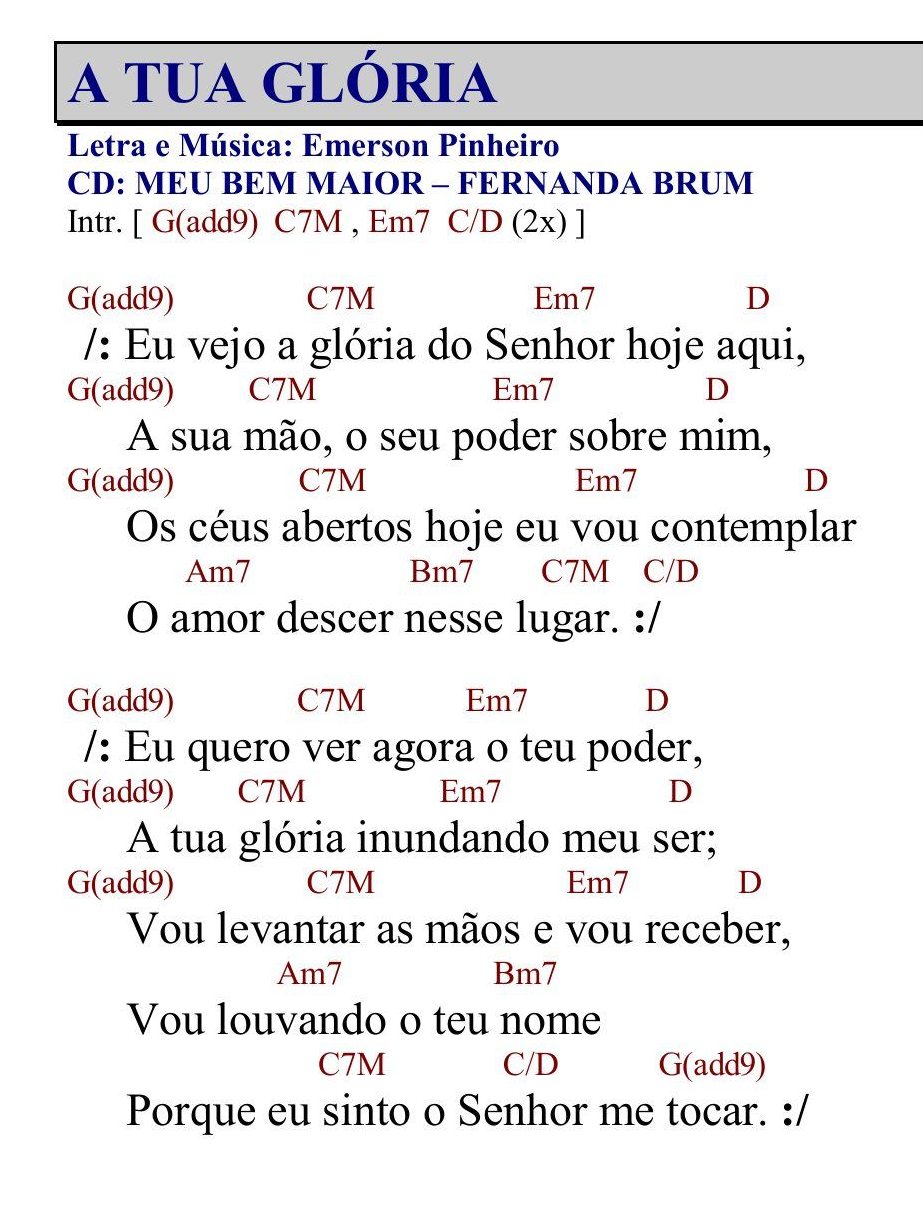 A TUA GLÓRIA
Letra e Música: Emerson Pinheiro
CD: MEU BEM MAIOR – FERNANDA BRUM
Intr. [ G(add9) C7M , Em7 C/D (2x) ]
G(add9) C7M Em7 D
/: Eu vejo a glória do Senhor hoje aqui,
G(add9) C7M Em7 D
A sua mão, o seu poder sobre mim,
G(add9) C7M Em7 D
Os céus abertos hoje eu vou contemplar
Am7 Bm7 C7M C/D
O amor descer nesse lugar. :/
G(add9) C7M Em7 D
/: Eu quero ver agora o teu poder,
G(add9) C7M Em7 D
A tua glória inundando meu ser;
G(add9) C7M Em7 D
Vou levantar as mãos e vou receber,
Am7 Bm7
Vou louvando o teu nome
C7M C/D G(add9)
Porque eu sinto o Senhor me tocar. :/